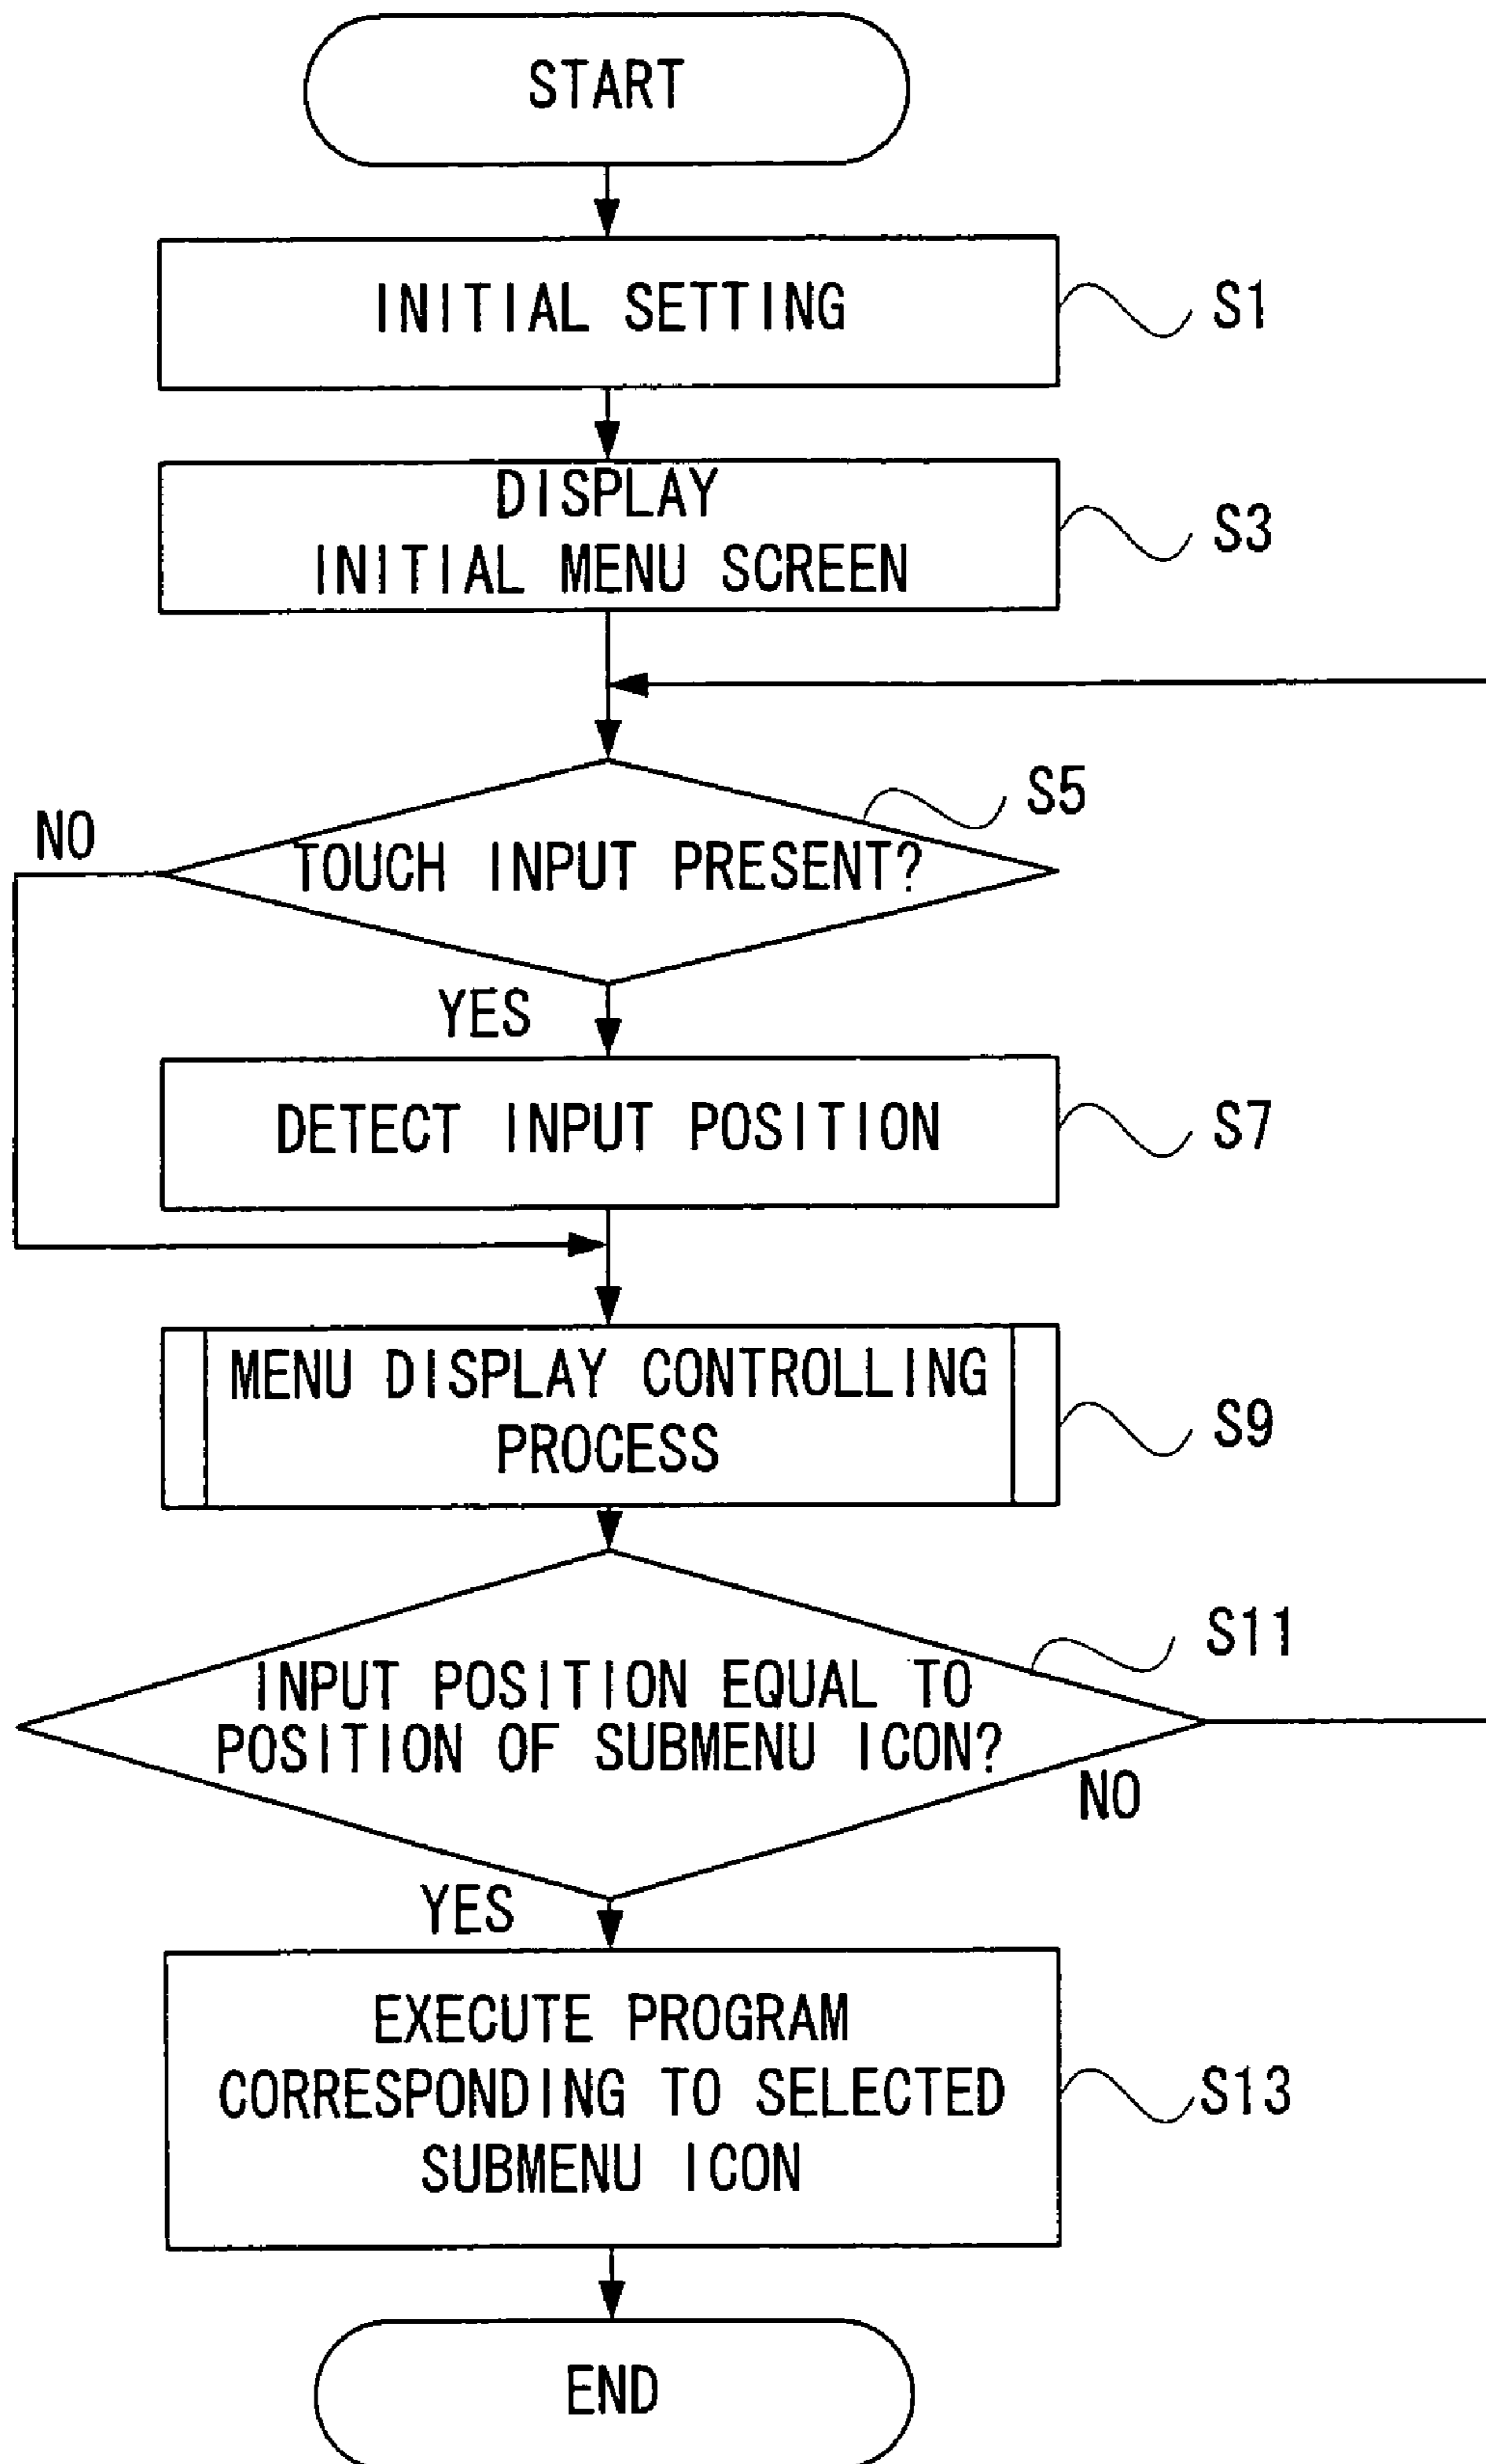 START
INITIAL SETTING
S1
DISPLAY
INITIAL MENU SCREEN
S3
S5
NO
TOUCH INPUT PRESENT?
YES
DETECT INPUT POSITION
S7
MENU DISPLAY CONTROLLING
PROCESS
S9
S11
INPUT POSITION EQUAL TO
POSITION OF SUBMENU ICON?
NO
YES
EXECUTE PROGRAM
CORRESPONDING TO SELECTED
SUBMENU ICON
S13
END